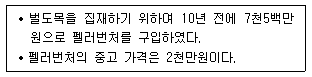 • 벌도목을 집재하기 위하여 10년 전에 7천5백만
원으로 펠러번처를 구입하였다.
• 펠러번처의 중고 가격은 2천만원이다.